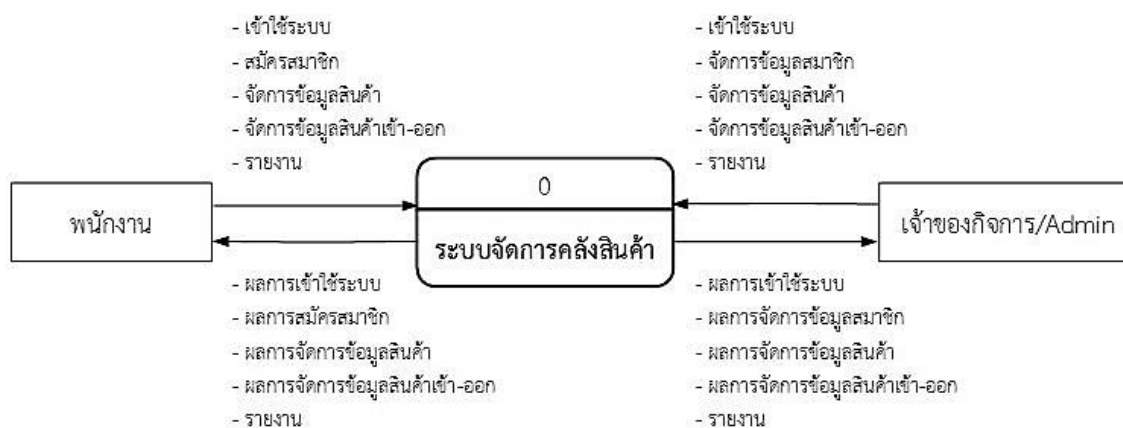 - เข้าใช้ระบบ
- สมัครสมาชิก
- จัดการข้อมูลสินค้า
- จัดการข้อมูลสินค้าเข้า-ออก
- รายงาน
- เข้าใช้ระบบ
- จัดการข้อมูลสมาชิก
- จัดการข้อมูลสินค้า
- จัดการข้อมูลสินค้าเข้า-ออก
- รายงาน
พนักงาน
0
ระบบจัดการคลังสินค้า
เจ้าของกิจการ/Admin
- ผลการเข้าใช้ระบบ
- ผลการสมัครสมาชิก
- ผลการจัดการข้อมูลสินค้า
- ผลการจัดการข้อมูลสินค้าเข้า-ออก
- รายงาน
- ผลการเข้าใช้ระบบ
- ผลการจัดการข้อมูลสมาชิก
- ผลการจัดการข้อมูลสินค้า
- ผลการจัดการข้อมูลสินค้าเข้า-ออก
- รายงาน